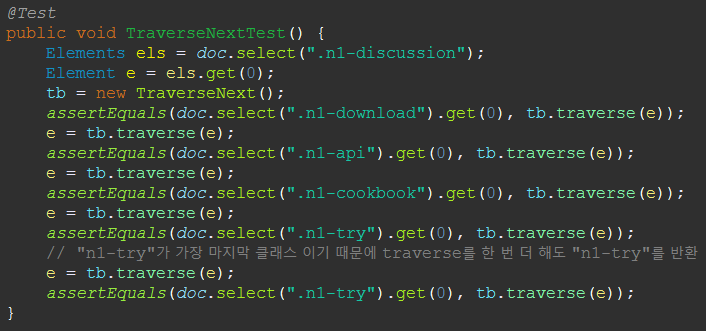 @Test
public void TraverseNextTest() {
    Elements els = doc.select(".n1-discussion");
    Element e = els.get(0);
    tb = new TraverseNext();
    assertEquals(doc.select(".n1-download").get(0), tb.traverse(e));
    e = tb.traverse(e);
    assertEquals(doc.select(".n1-api").get(0), tb.traverse(e));
    e = tb.traverse(e);
    assertEquals(doc.select(".n1-cookbook").get(0), tb.traverse(e));
    e = tb.traverse(e);
    assertEquals(doc.select(".n1-try").get(0), tb.traverse(e));
    // "n1-try"가 가장 마지막 클래스 이기 때문에 traverse를 한 번 더 해도 "n1-try"를 반환
    e = tb.traverse(e);
    assertEquals(doc.select(".n1-try").get(0), tb.traverse(e));
}